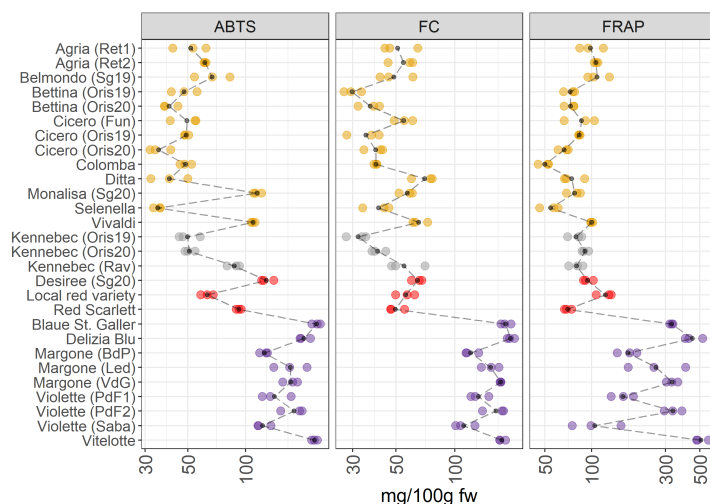 ABTS FC FRAP
Agria (Ret1)
Agria (Ret2)
Belmondo (Sg19)
Bettina (Oris19)
Bettina (Oris20)
Cicero (Fun)
Cicero (Oris19)
Cicero (Oris20)
Colomba
Ditta
Monalisa (Sg20)
Selenella
Vivaldi
Kennebec (Oris19)
Kennebec (Oris20)
Kennebec (Rav)
Desiree (Sg20)
Local red variety
Red Scarlett
Blaue St. Galler
Delizia Blu
Margone (BdP)
Margone (Led)
Margone (VdG)
Violette (PdF1)
Violette (PdF2)
Violette (Saba)
Vitelotte
30 50 100 30 50 100 50 100 300 500
mg/100g fw